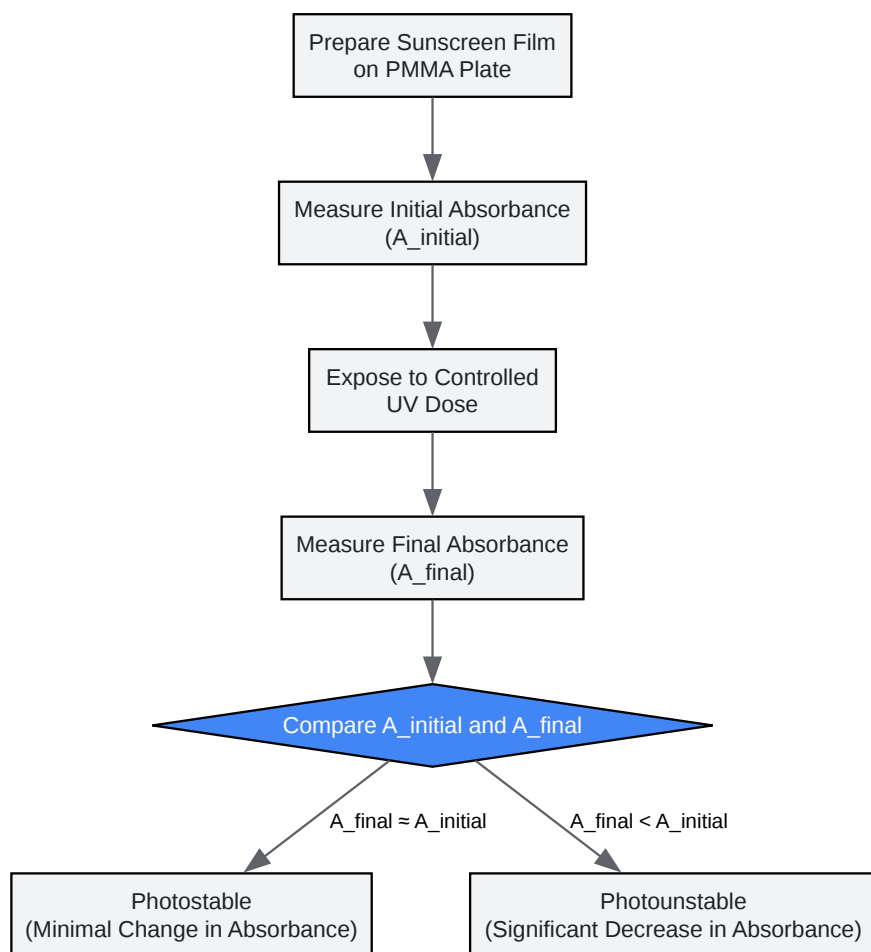 Prepare Sunscreen Film
on PMMA Plate
Measure Initial Absorbance
(A_initial)
Expose to Controlled
UV Dose
Measure Final Absorbance
(A_final)
Compare A_initial and A_final
A_final ≈ A_initial
A_final < A_initial
Photostable
(Minimal Change in Absorbance)
Photounstable
(Significant Decrease in Absorbance)